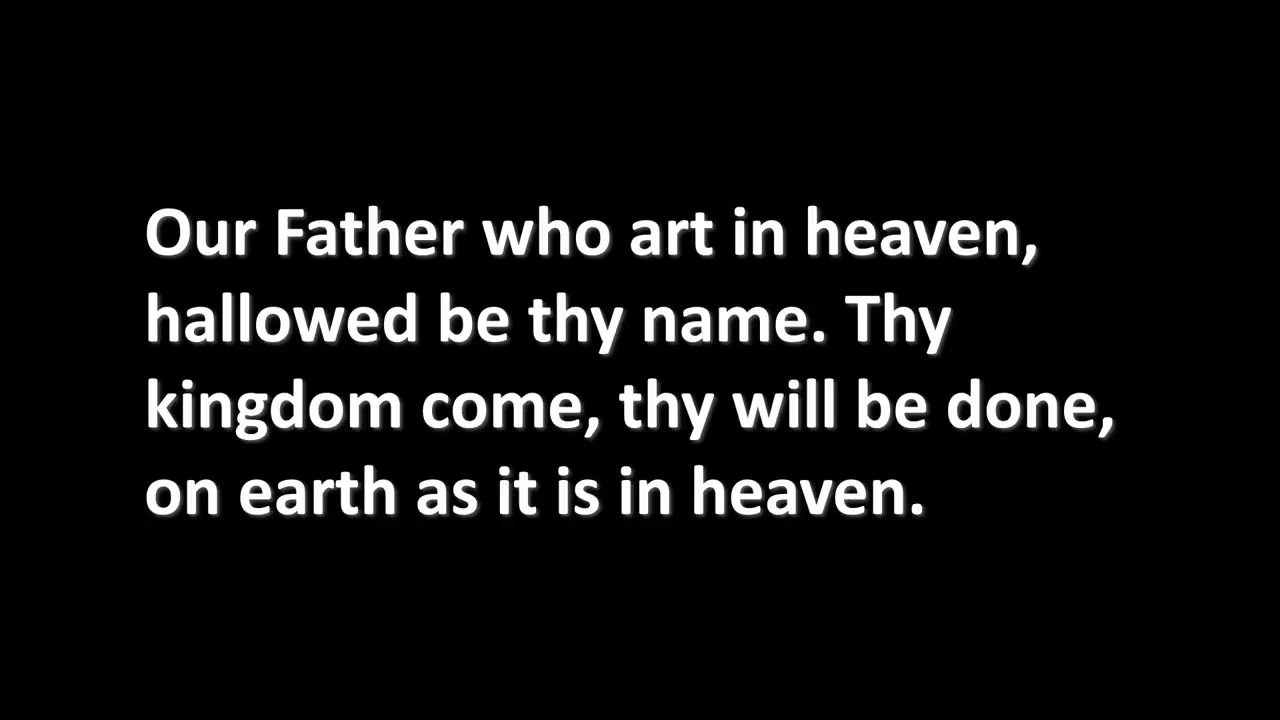 Our Father who art in heaven,
hallowed be thy name. Thy
kingdom come, thy will be done,
on earth as it is in heaven.